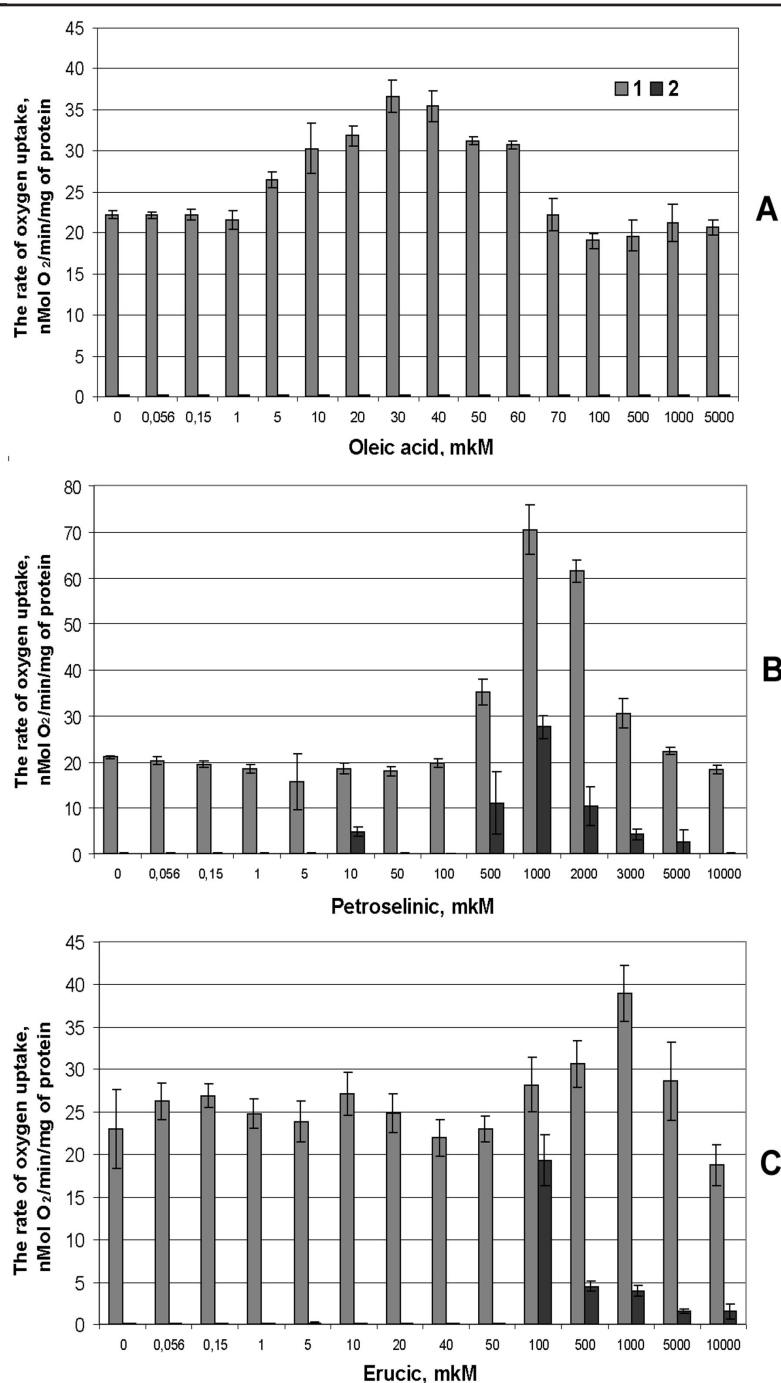 45
40
35
30
25
20
15
10
5
0
The rate of oxygen uptake,
nMol O₂/min/mg of protein
1 2
A
0 0,056 0,15 1 5 10 20 30 40 50 60 70 100 500 1000 5000
Oleic acid, mkM
80
70
60
50
40
30
20
10
0
The rate of oxygen uptake,
nMol O₂/min/mg of protein
B
0 0,056 0,15 1 5 10 50 100 500 1000 2000 3000 5000 10000
Petroselinic, mkM
45
40
35
30
25
20
15
10
5
0
The rate of oxygen uptake,
nMol O₂/min/mg of protein
C
0 0,056 0,15 1 5 10 20 40 50 100 500 1000 5000 10000
Erucic, mkM